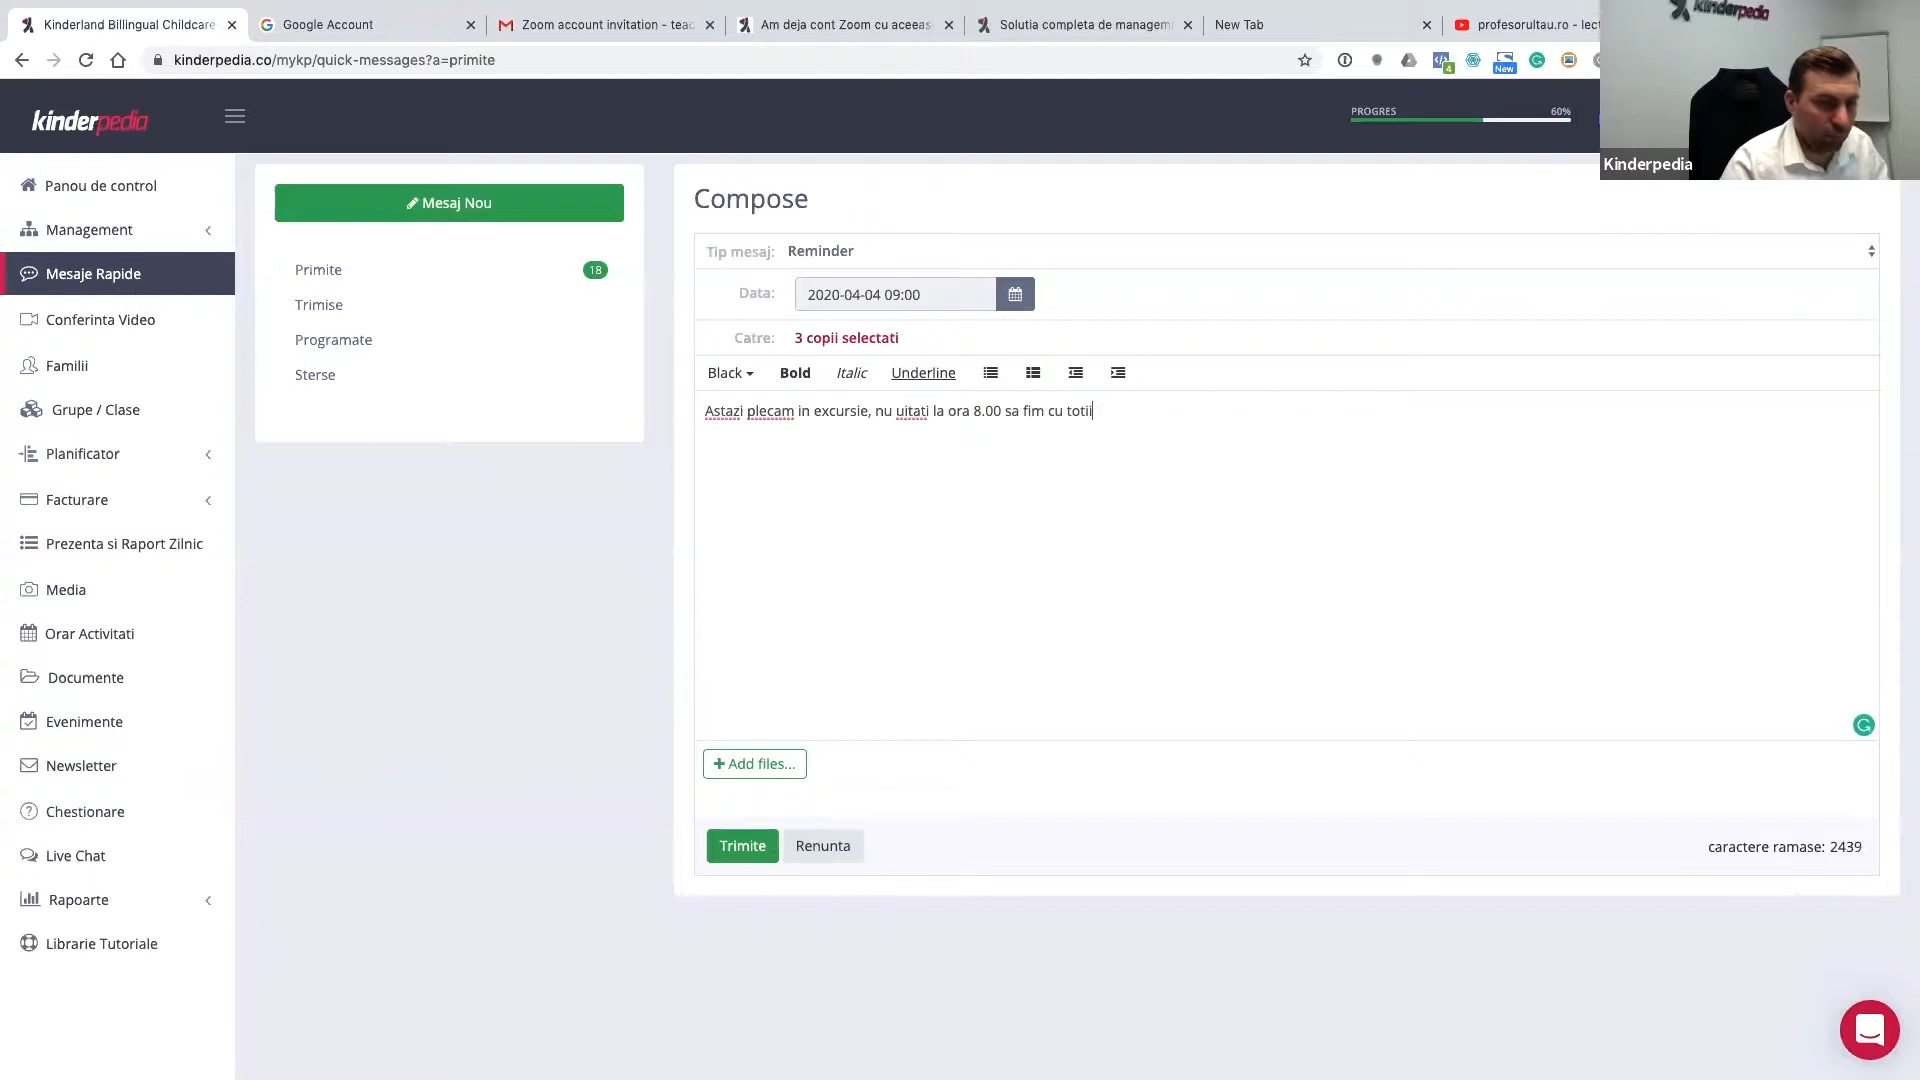 Kinderland Billingual Childcare
Google Account
Zoom account invitation - teac
Am deja cont Zoom cu aceeas
Solutia completa de managem
New Tab
profesorultau.ro - lect
kinderpedia.co/mykp/quick-messages?a=primite
4
New
kinderpedia
Kinderpedia
kinderpedia
PROGRES
60%
Panou de control
Management
Mesaje Rapide
Conferinta Video
Familii
Grupe / Clase
Planificator
Facturare
Prezenta si Raport Zilnic
Media
Orar Activitati
Documente
Evenimente
Newsletter
Chestionare
Live Chat
Rapoarte
Librarie Tutoriale
Mesaj Nou
Primite
18
Trimise
Programate
Sterse
Compose
Tip mesaj: Reminder
Data: 2020-04-04 09:00
Catre: 3 copii selectati
Black Bold Italic Underline
Astazi plecam in excursie, nu uitati la ora 8.00 sa fim cu totii
+ Add files...
Trimite Renunta
caractere ramase: 2439